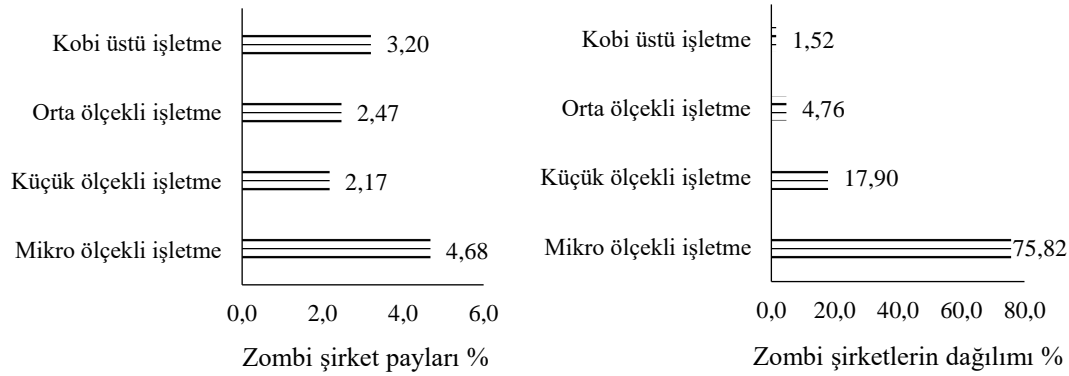 Kobi üstü işletme 3,20
Orta ölçekli işletme 2,47
Küçük ölçekli işletme 2,17
Mikro ölçekli işletme 4,68
0,0 2,0 4,0 6,0
Zombi şirket payları %
Kobi üstü işletme 1,52
Orta ölçekli işletme 4,76
Küçük ölçekli işletme 17,90
Mikro ölçekli işletme 75,82
0,0 20,0 40,0 60,0 80,0
Zombi şirketlerin dağılımı %